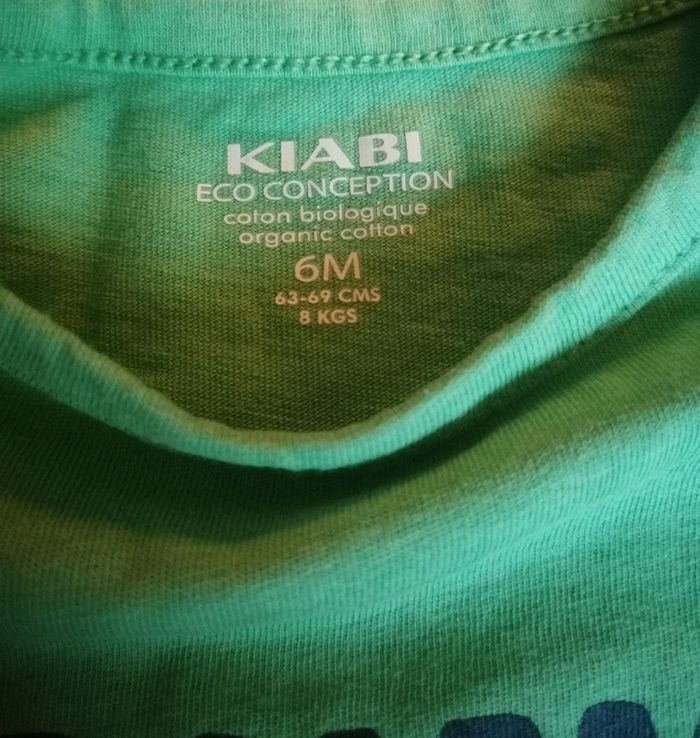 KIABI
ECO CONCEPTION
coton biologique
organic cotton
6M
63-69 CMS
8 KGS